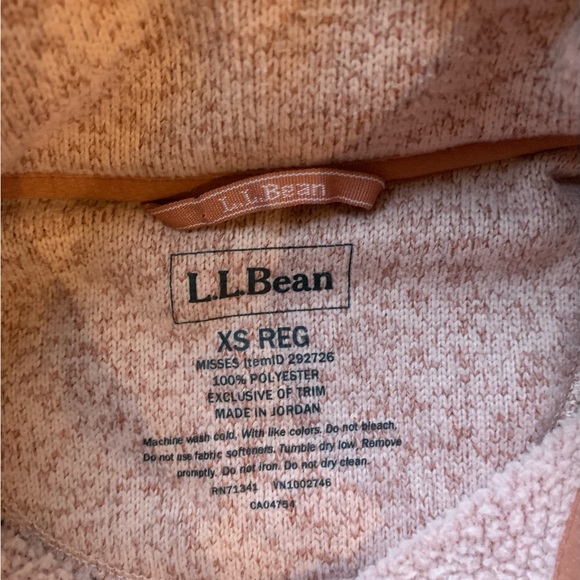 L.L.Bean
L.L.Bean
XS REG
MISSES ItemID 292726
100% POLYESTER
EXCLUSIVE OF TRIM
MADE IN JORDAN
Machine wash cold. With like colors. Do not bleach.
Do not use fabric softeners. Tumble dry low. Remove
promptly. Do not iron. Do not dry clean.
RN71341 VN1002746
CA04754